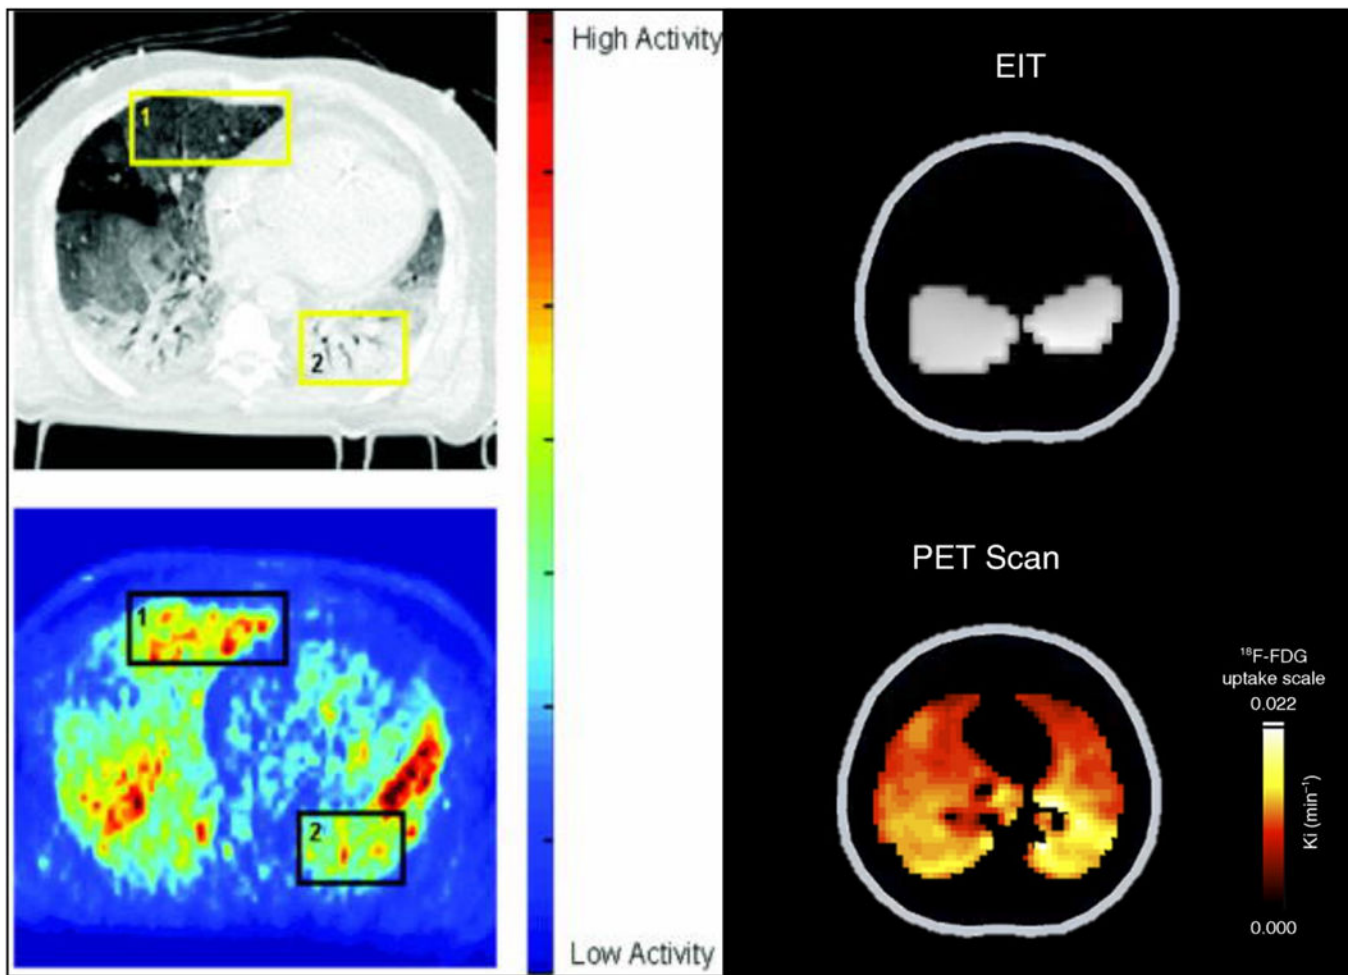 1
2
1
2
High Activity
Low Activity
EIT
PET Scan
¹⁸F-FDG
uptake scale
0.022
Ki (min⁻¹)
0.000